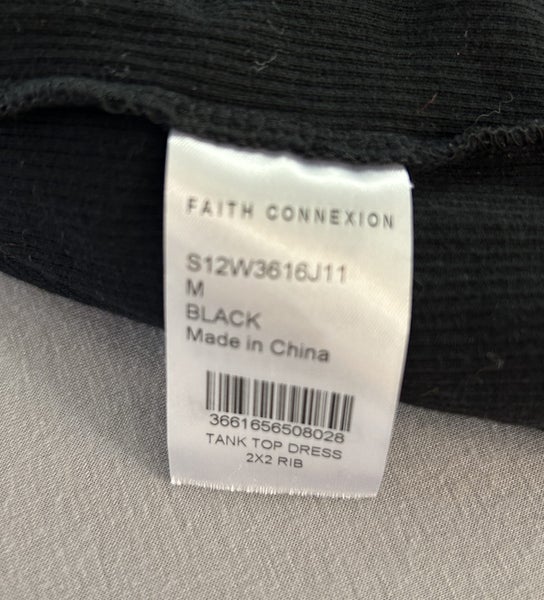 FAITH CONNEXION
S12W3616J11
M
BLACK
Made in China
3661656508028
TANK TOP DRESS
2X2 RIB